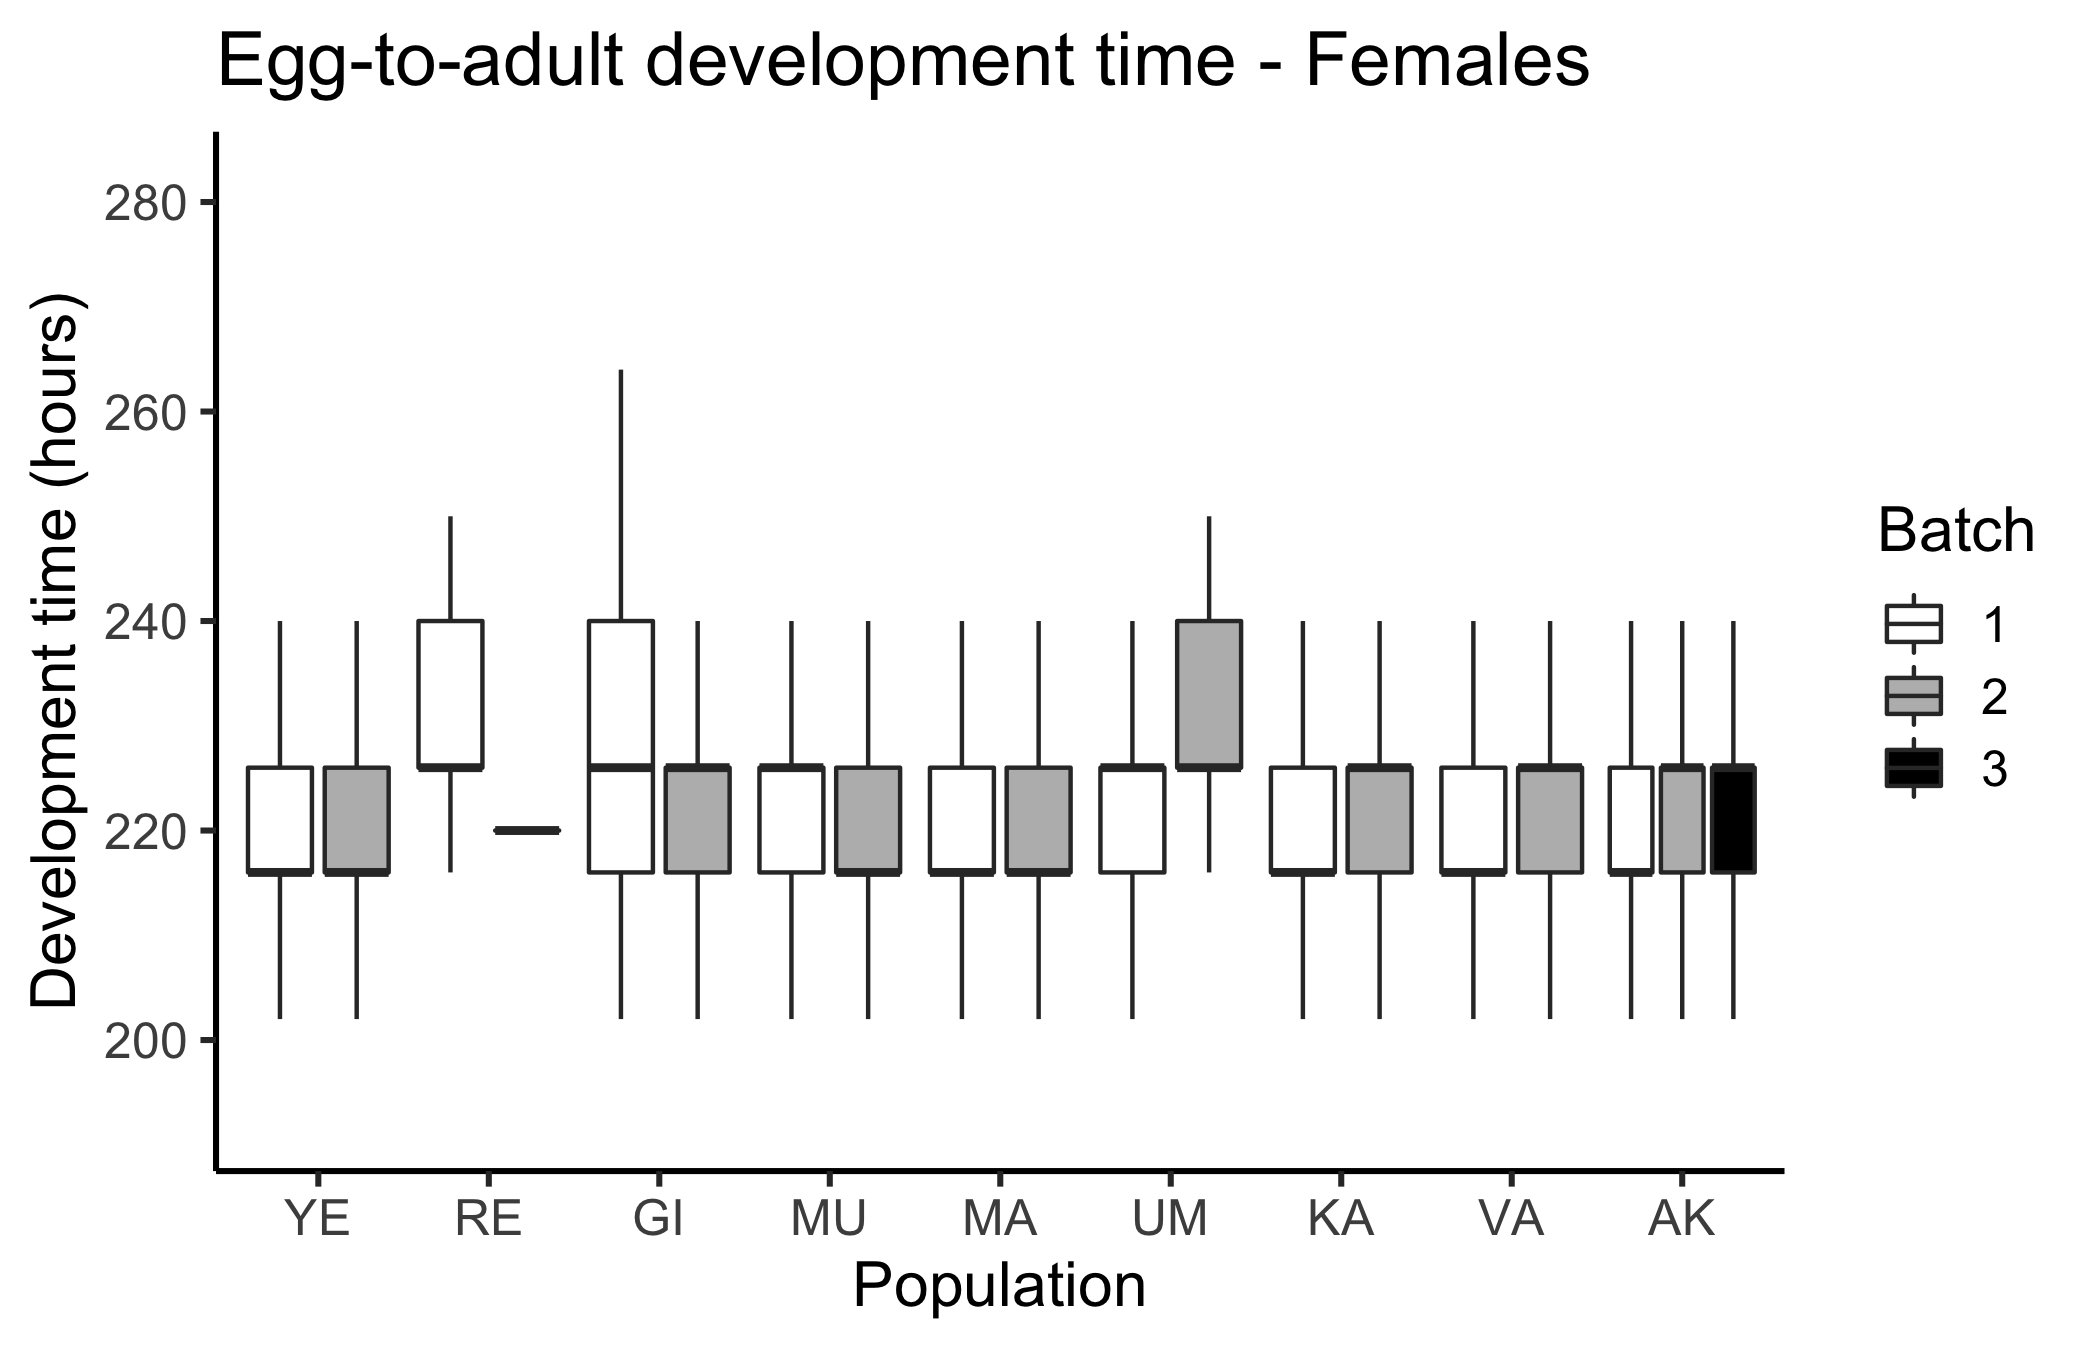 Egg-to-adult development time - Females
Development time (hours)
280
260
240
220
200
YE RE GI MU MA UM KA VA AK
Population
Batch
1
2
3